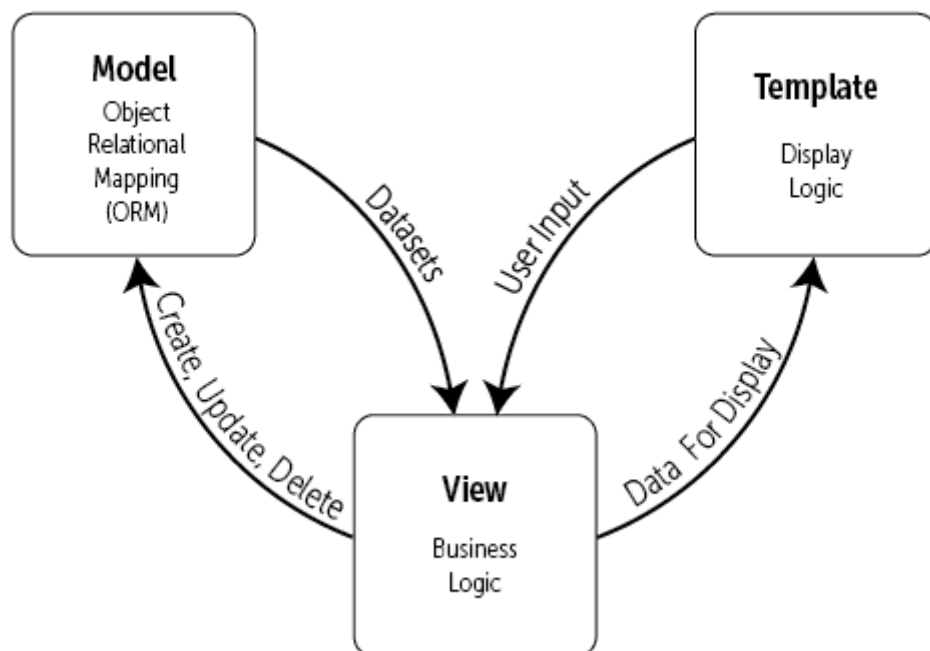 Model
Object
Relational
Mapping
(ORM)
Template
Display
Logic
Datasets
User Input
Create, Update, Delete
Data For Display
View
Business
Logic